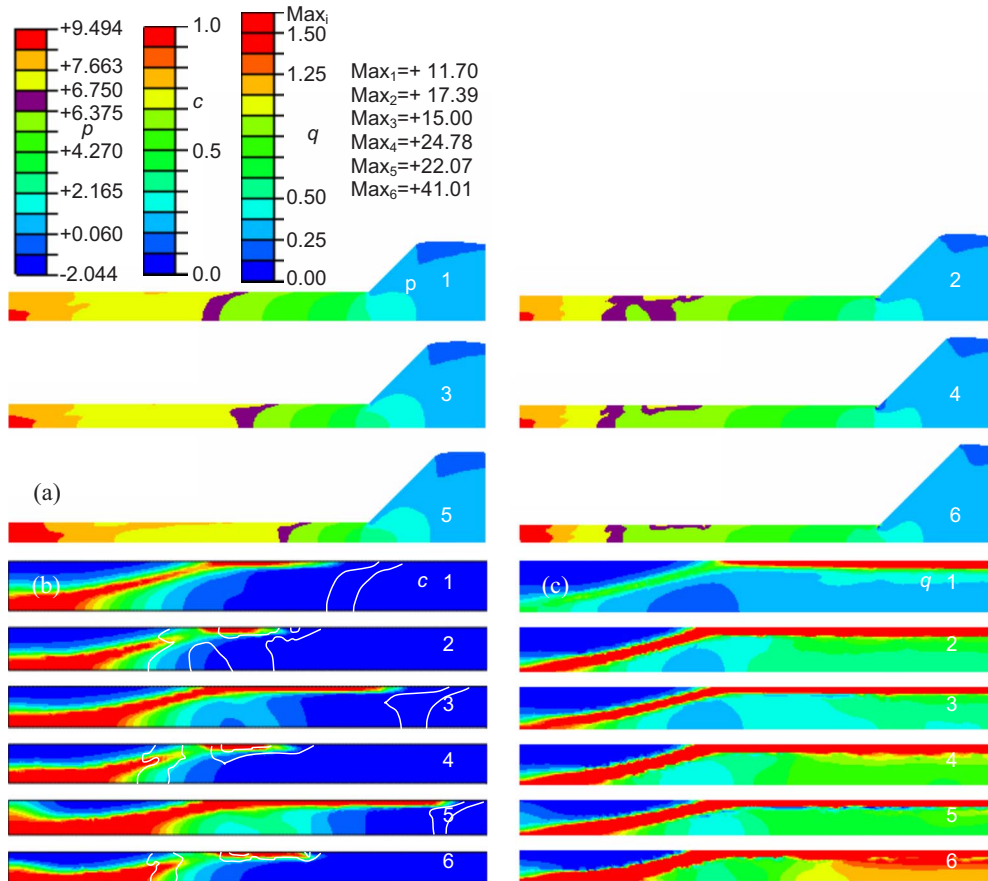 +9.494
+7.663
+6.750
+6.375
p
+4.270
+2.165
+0.060
-2.044
1.0
c
0.5
0.0
Maxi
1.50
1.25
q
0.50
0.25
0.00
Max1=+ 11.70
Max2=+ 17.39
Max3=+15.00
Max4=+24.78
Max5=+22.07
Max6=+41.01
p 1
2
3
4
(a) 5
6
(b) c 1
2
3
4
5
6
(c) q 1
2
3
4
5
6